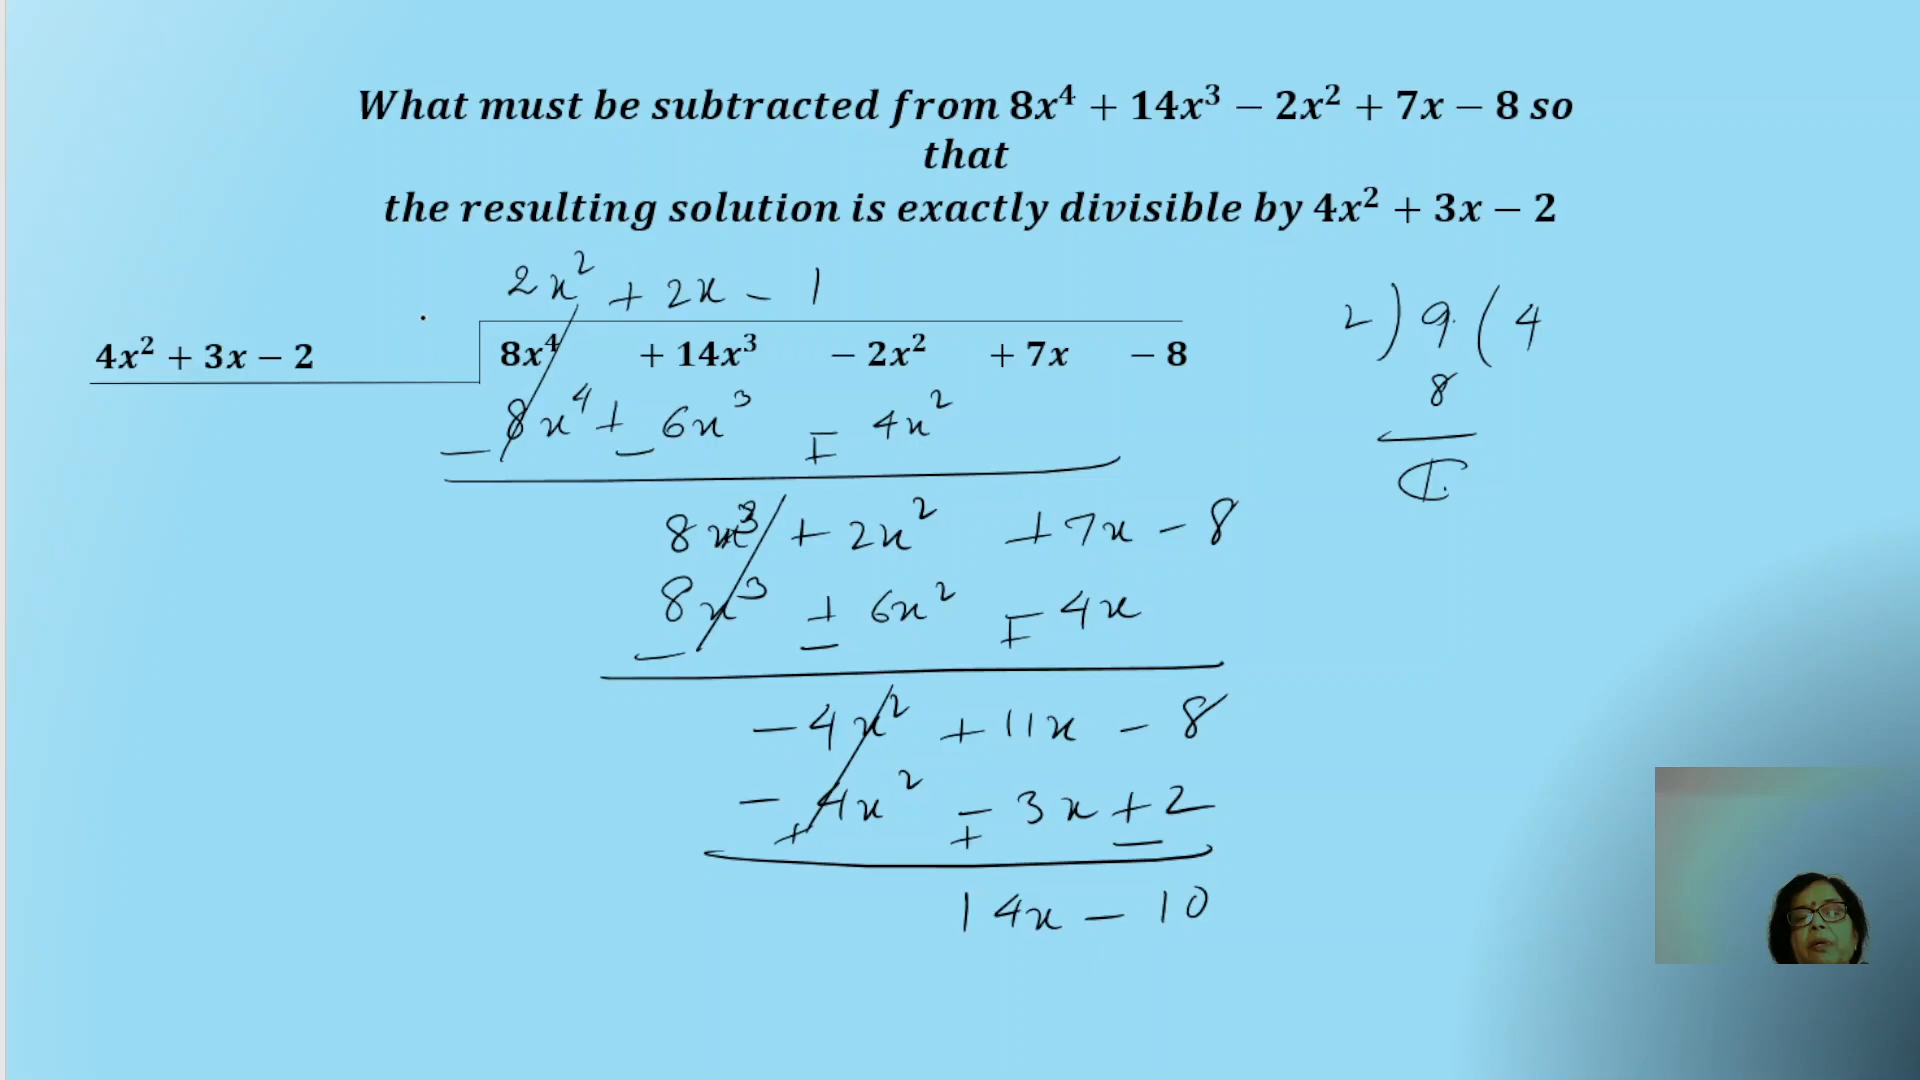 What must be subtracted from 8x⁴ + 14x³ − 2x² + 7x − 8 so
that
the resulting solution is exactly divisible by 4x² + 3x − 2
2x² + 2x - 1
4x² + 3x − 2
8x⁴ + 14x³ − 2x² + 7x − 8
8x⁴ + 6x³ - 4x²
− − +
8x³ + 2x² + 7x - 8
8x³ + 6x² - 4x
− − +
-4x² + 11x - 8
-4x² - 3x + 2
+ + −
14x - 10
2) 9 ( 4
8
1